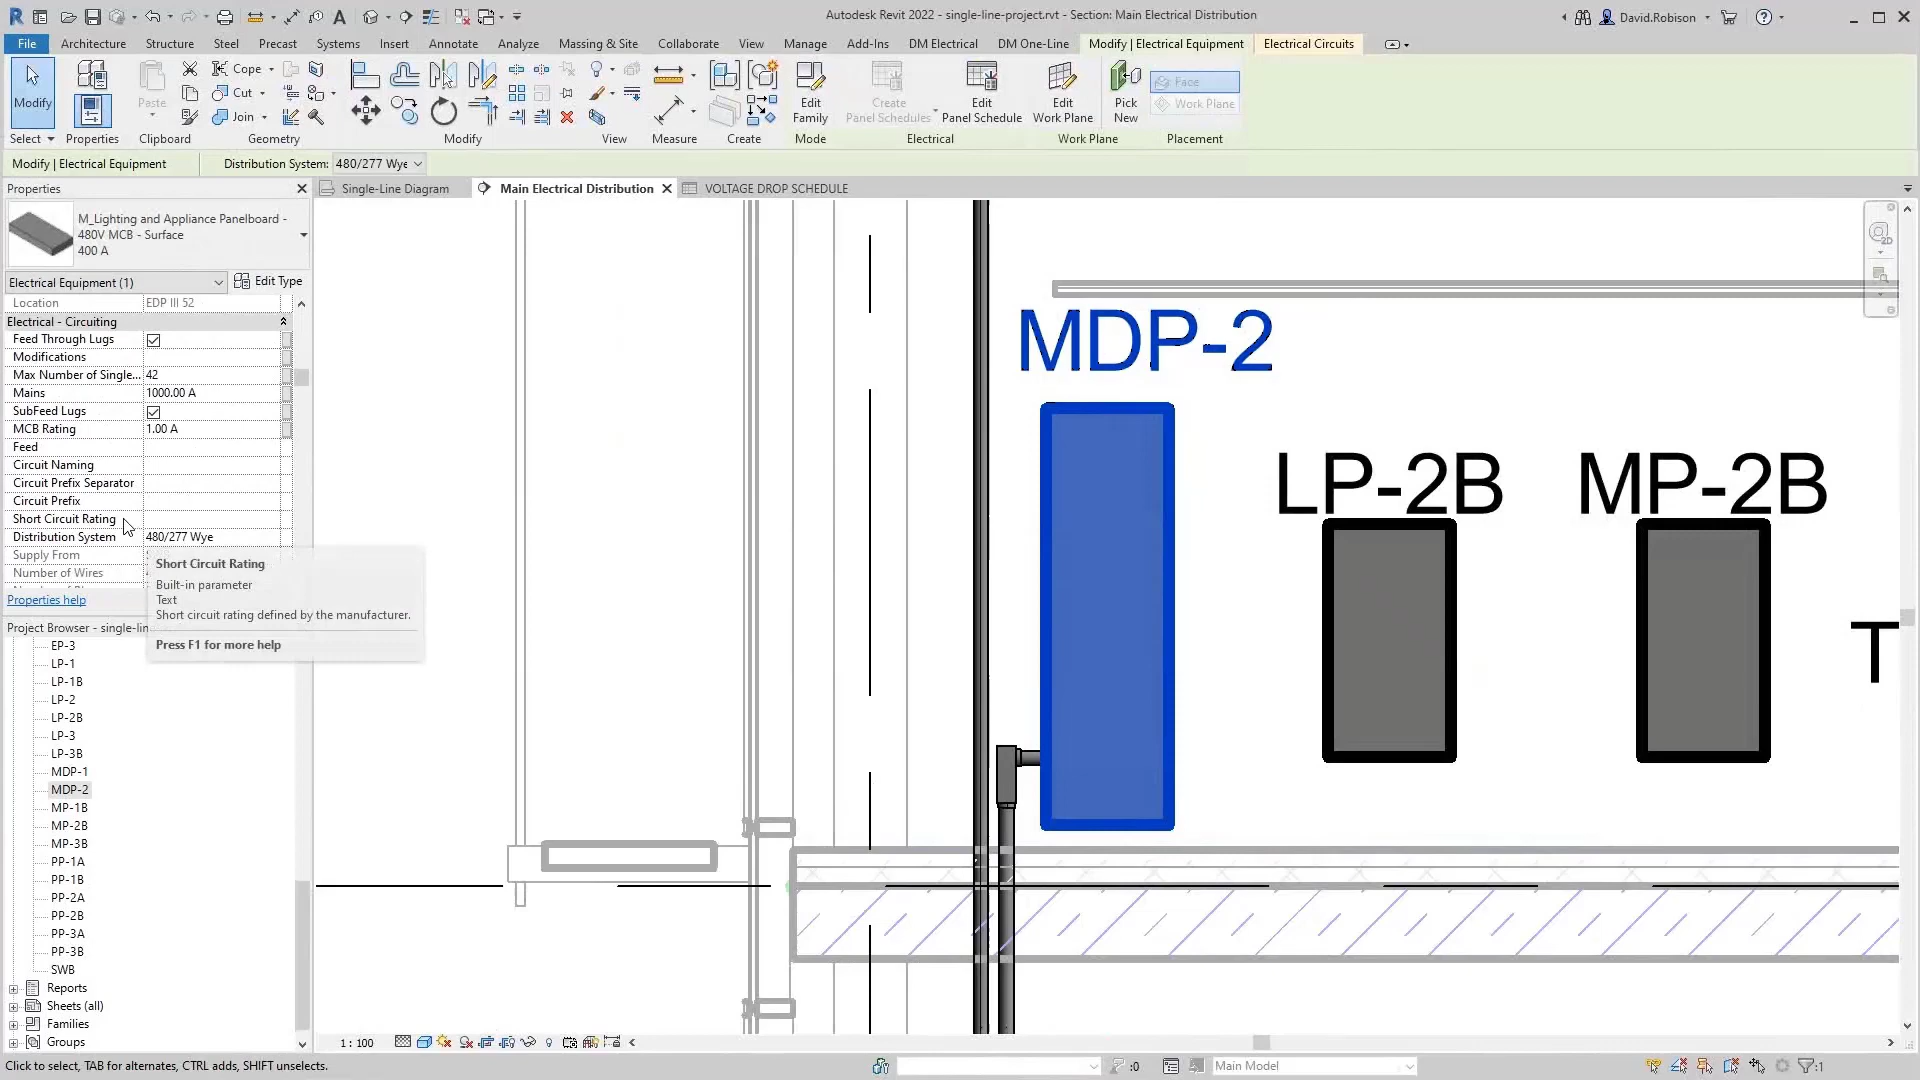 Autodesk Revit 2022 - single-line-project.rvt - Section: Main Electrical Distribution
David.Robison
File Architecture Structure Steel Precast Systems Insert Annotate Analyze Massing & Site Collaborate View Manage Add-Ins DM Electrical DM One-Line Modify | Electrical Equipment Electrical Circuits
Modify
Paste
Cope
Cut
Join
Edit Family
Create Panel Schedules
Edit Panel Schedule
Edit Work Plane
Pick New
Face
Work Plane
Select Properties Clipboard Geometry Modify View Measure Create Mode Electrical Work Plane Placement
Modify | Electrical Equipment Distribution System: 480/277 Wye
Properties
Single-Line Diagram Main Electrical Distribution VOLTAGE DROP SCHEDULE
M_Lighting and Appliance Panelboard -
480V MCB - Surface
400 A
Electrical Equipment (1) Edit Type
Location EDP III 52
Electrical - Circuiting
Feed Through Lugs
Modifications
Max Number of Single... 42
Mains 1000.00 A
SubFeed Lugs
MCB Rating 1.00 A
Feed
Circuit Naming
Circuit Prefix Separator
Circuit Prefix
Short Circuit Rating
Distribution System 480/277 Wye
Supply From
Number of Wires
Properties help
Short Circuit Rating
Built-in parameter
Text
Short circuit rating defined by the manufacturer.
Press F1 for more help
Project Browser - single-lin
EP-3
LP-1
LP-1B
LP-2
LP-2B
LP-3
LP-3B
MDP-1
MDP-2
MP-1B
MP-2B
MP-3B
PP-1A
PP-1B
PP-2A
PP-2B
PP-3A
PP-3B
SWB
Reports
Sheets (all)
Families
Groups
MDP-2
LP-2B
MP-2B
T
2D
1 : 100
Click to select, TAB for alternates, CTRL adds, SHIFT unselects.
:0
Main Model
:1